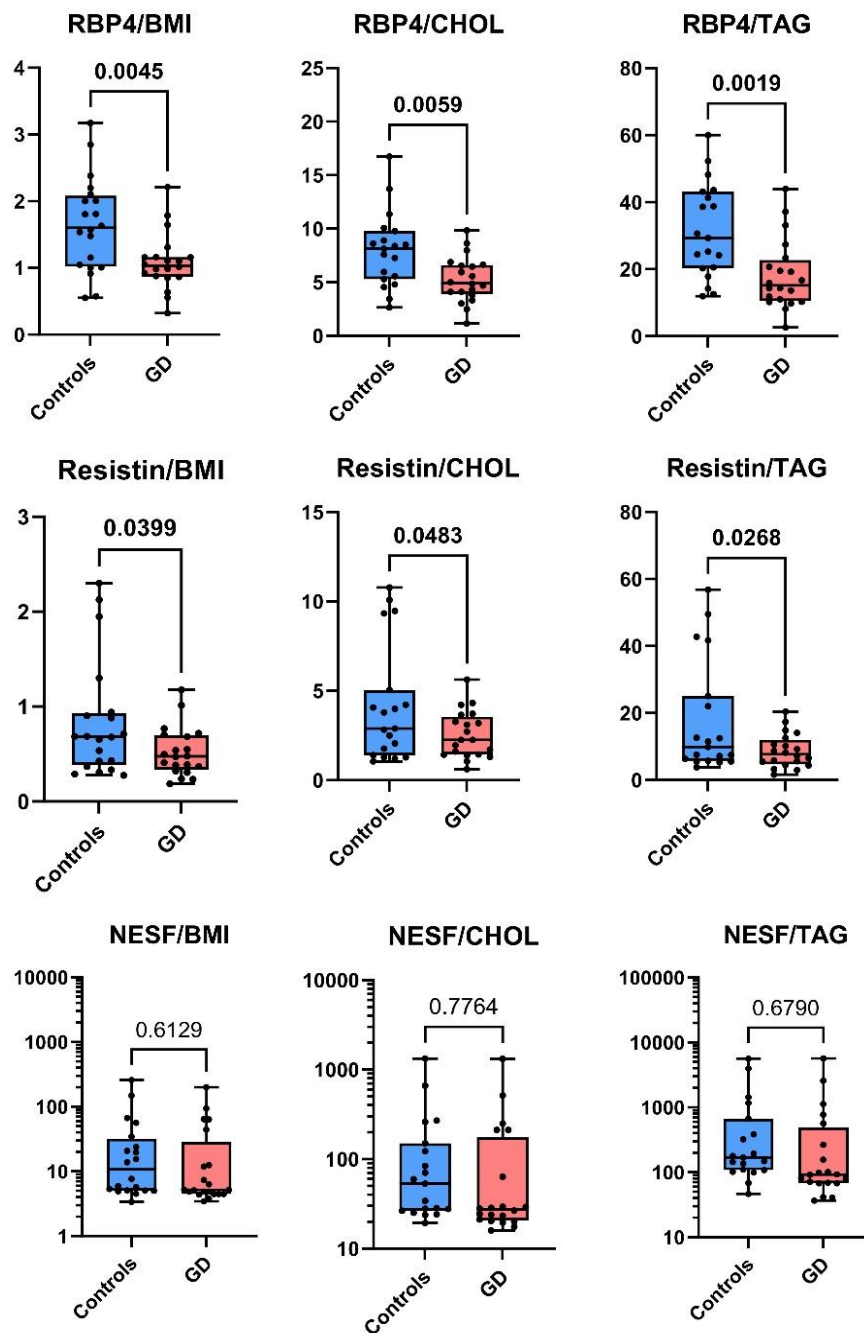 RBP4/BMI
RBP4/CHOL
RBP4/TAG
0.0045
0.0059
0.0019
4
3
2
1
0
25
20
15
10
5
0
80
60
40
20
0
Controls
GD
Controls
GD
Controls
GD
Resistin/BMI
Resistin/CHOL
Resistin/TAG
0.0399
0.0483
0.0268
3
2
1
0
15
10
5
0
80
60
40
20
0
Controls
GD
Controls
GD
Controls
GD
NESF/BMI
NESF/CHOL
NESF/TAG
0.6129
0.7764
0.6790
10000
1000
100
10
1
10000
1000
100
10
100000
10000
1000
100
10
Controls
GD
Controls
GD
Controls
GD